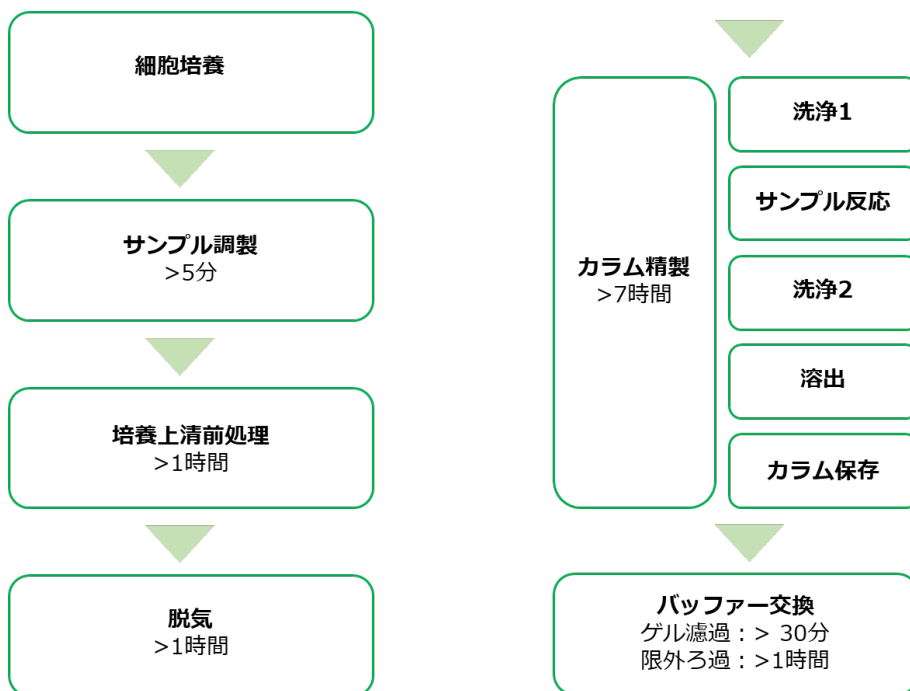 細胞培養
サンプル調製
>5分
培養上清前処理
>1時間
脱気
>1時間
カラム精製
>7時間
洗浄1
サンプル反応
洗浄2
溶出
カラム保存
バッファー交換
ゲル濾過：> 30分
限外ろ過：>1時間